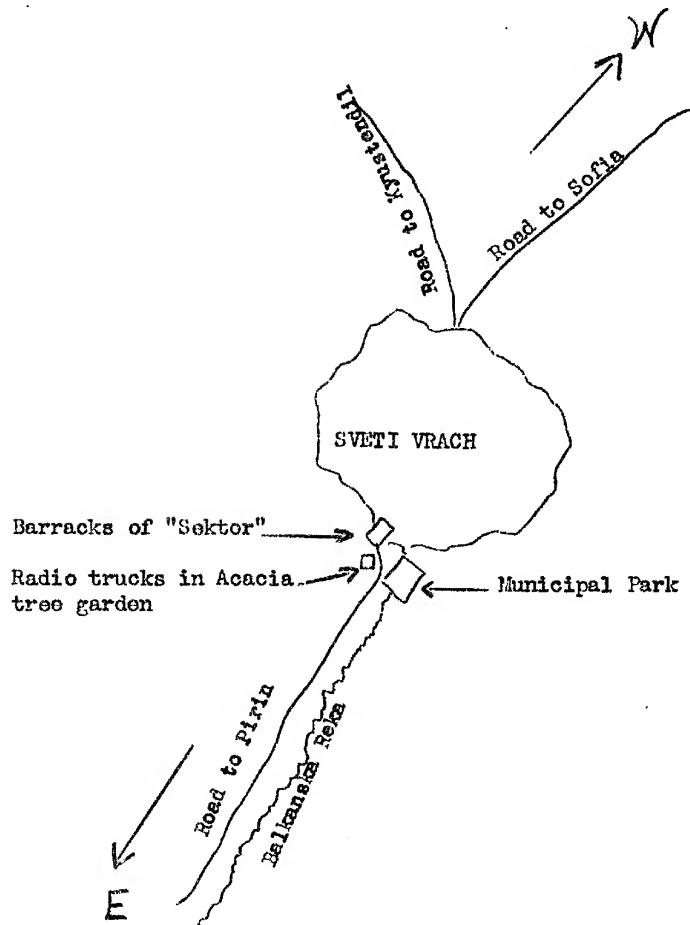 W
Road to Kyustendil
Road to Sofia
SVETI VRACH
Barracks of "Sektor"
Radio trucks in Acacia
tree garden
Municipal Park
Road to Pirin
Balkanska Reka
E